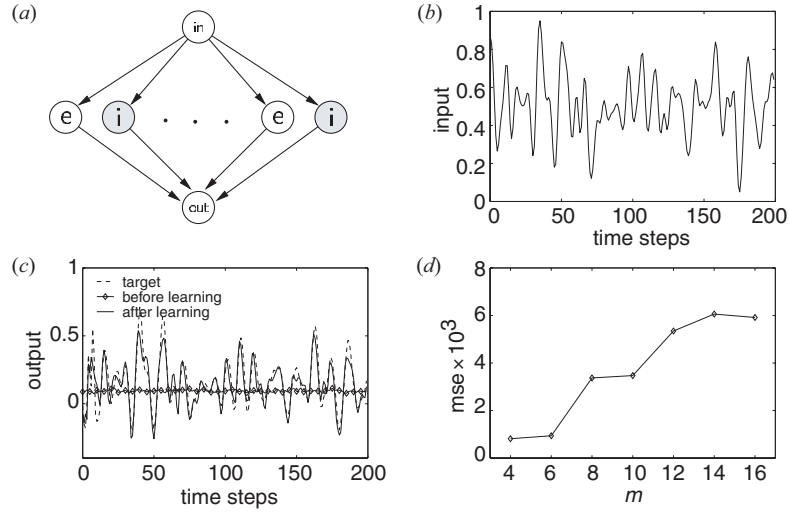 (a)
in
e i . . . e i
out
(b)
1
0.8
0.6
0.4
0.2
0
input
0 50 100 150 200
time steps
(c)
1
0.5
0
output
target
before learning
after learning
0 50 100 150 200
time steps
(d)
8
6
4
2
0
mse × 10³
4 6 8 10 12 14 16
m